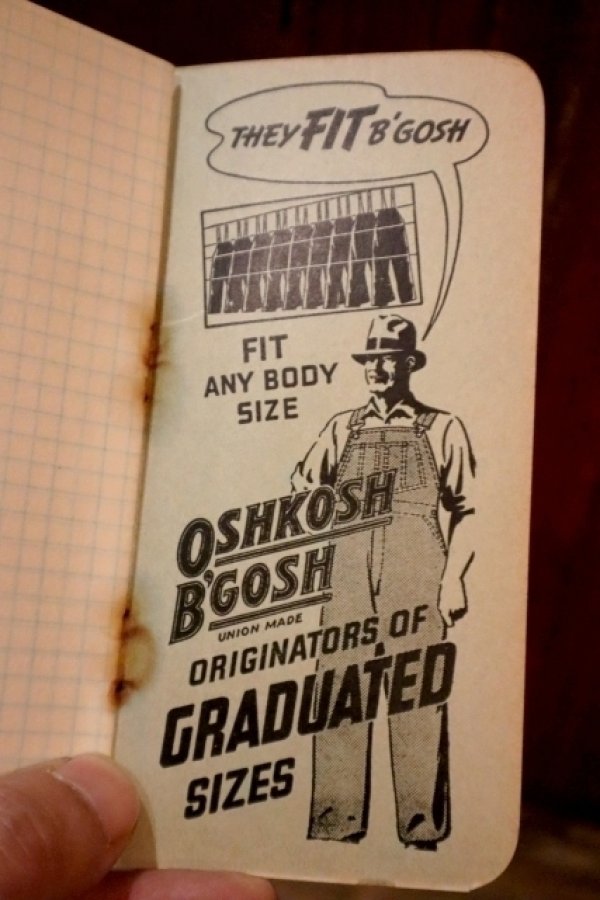 THEY FIT B'GOSH
FIT
ANY BODY
SIZE
OSHKOSH
B'GOSH
UNION MADE
ORIGINATORS OF
GRADUATED
SIZES